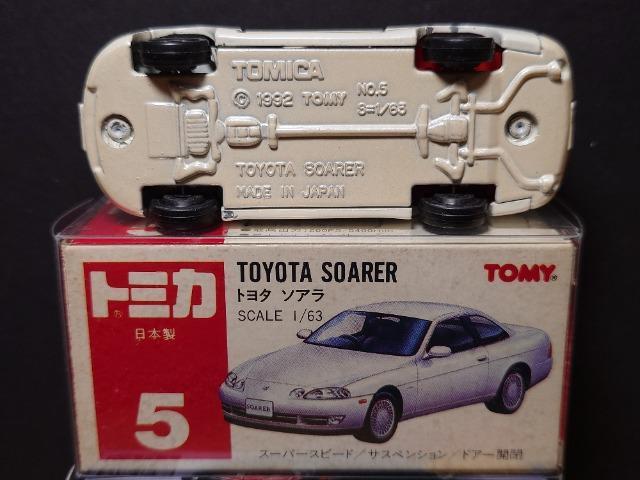 TOMICA
© 1992 TOMY NO.5
S=1/63
TOYOTA SOARER
MADE IN JAPAN
トミカ
®
日本製
5
TOYOTA SOARER
トヨタ ソアラ
SCALE 1/63
TOMY®
SOARER
スーパースピード/サスペンション/ドアー開閉